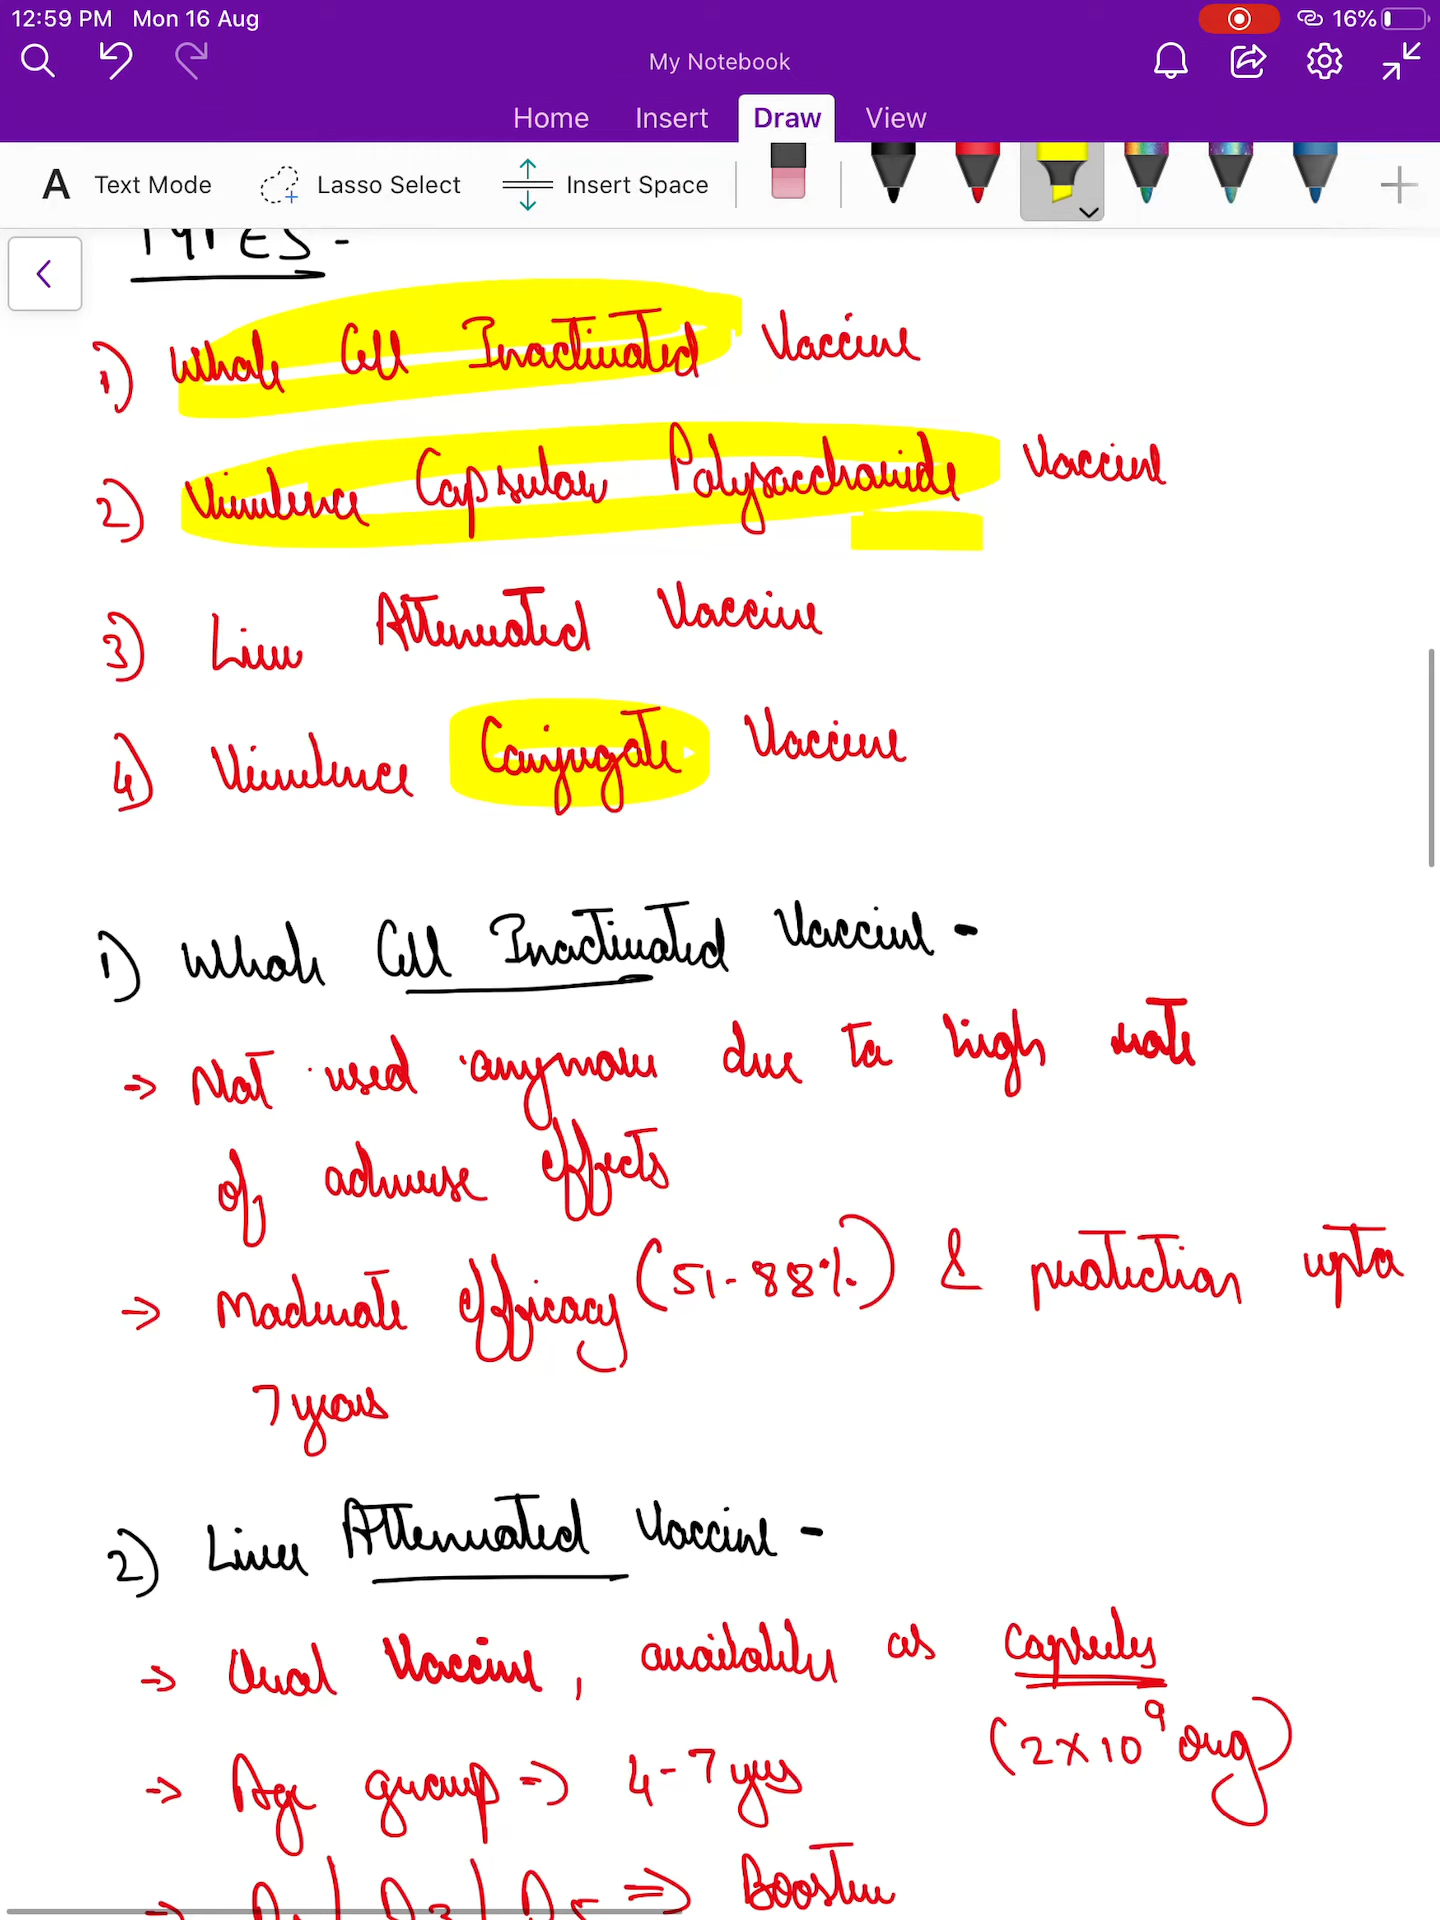 12:59 PM Mon 16 Aug 16%
My Notebook
Home Insert Draw View
A Text Mode Lasso Select Insert Space
TYPES -
1) Whole Cell Inactivated Vaccine
2) Virulence Capsular Polysaccharide Vaccine
3) Live Attenuated Vaccine
4) Virulence Conjugate Vaccine
1) Whole Cell Inactivated Vaccine -
⇒ Not used anymore due to high rate
of adverse effects
→ Moderate efficacy (51-88%) & protection upto
7 years
2) Live Attenuated Vaccine -
→ Oral Vaccine, availably as Capsules
(2×10⁹ org)
→ Age group ⇒ 4-7 yrs
⇒ Booster